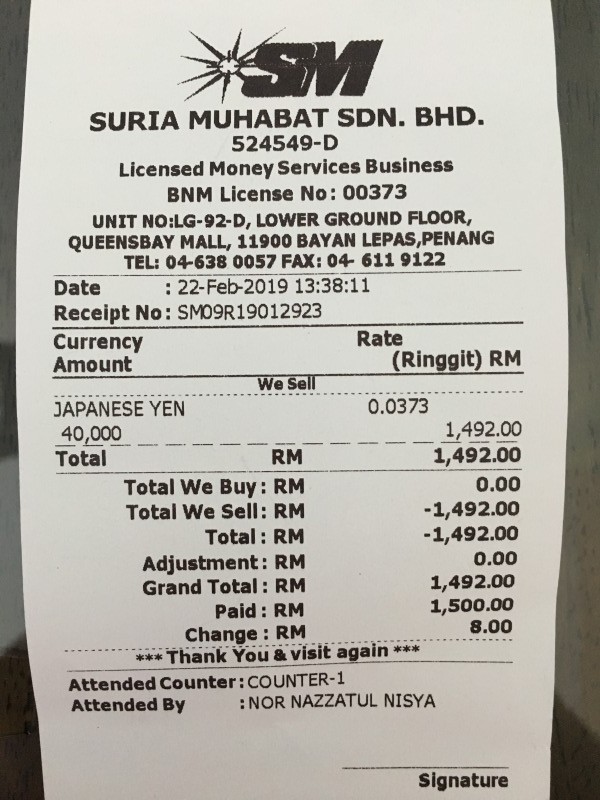 SM
SURIA MUHABAT SDN. BHD.
524549-D
Licensed Money Services Business
BNM License No: 00373
UNIT NO:LG-92-D, LOWER GROUND FLOOR,
QUEENSBAY MALL, 11900 BAYAN LEPAS,PENANG
TEL: 04-638 0057 FAX: 04- 611 9122
Date : 22-Feb-2019 13:38:11
Receipt No: SM09R19012923
Currency Rate
Amount (Ringgit) RM
We Sell
JAPANESE YEN 0.0373
40,000 1,492.00
Total RM 1,492.00
Total We Buy: RM 0.00
Total We Sell: RM -1,492.00
Total : RM -1,492.00
Adjustment: RM 0.00
Grand Total: RM 1,492.00
Paid : RM 1,500.00
Change : RM 8.00
*** Thank You & visit again ***
Attended Counter:COUNTER-1
Attended By :NOR NAZZATUL NISYA
Signature